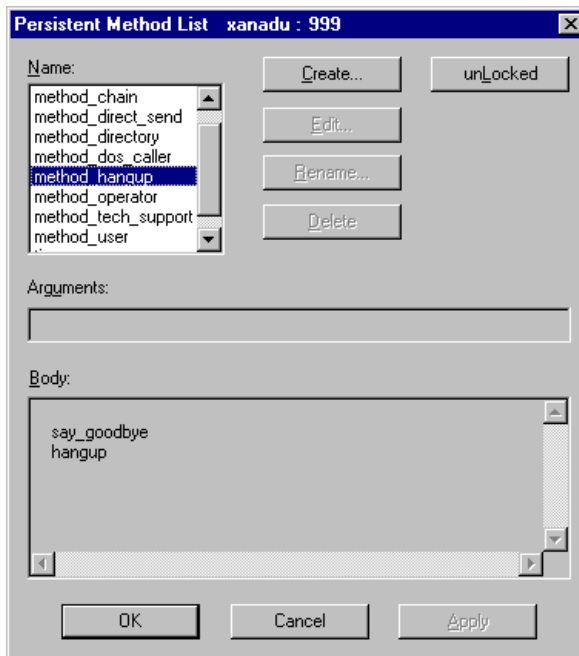 Persistent Method List xanadu : 999
Name:
Create...
unLocked
method_chain
method_direct_send
Edit...
method_directory
method_dos_caller
method_hangup
Rename...
method_operator
method_tech_support
Delete
method_user
Arguments:
Body:
say_goodbye
hangup
OK
Cancel
Apply